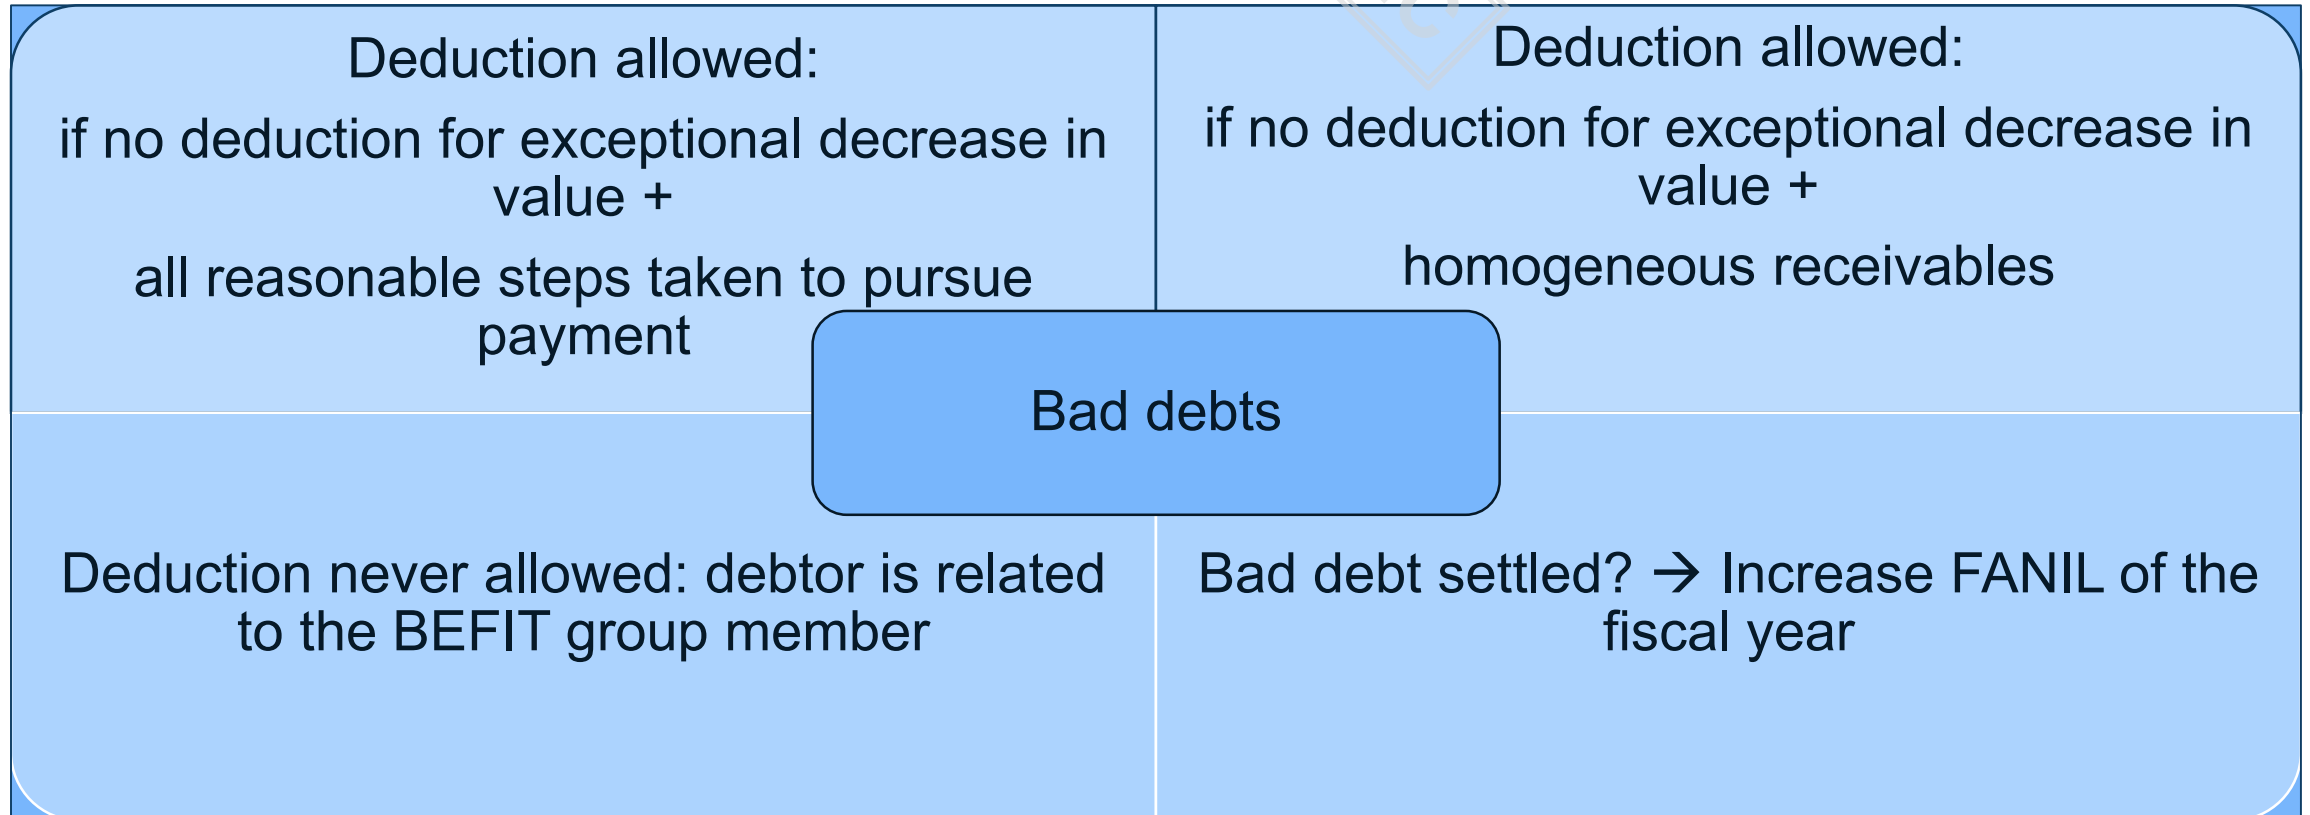 Deduction allowed:
if no deduction for exceptional decrease in
value +
all reasonable steps taken to pursue
payment
Deduction allowed:
if no deduction for exceptional decrease in
value +
homogeneous receivables
Bad debts
Deduction never allowed: debtor is related
to the BEFIT group member
Bad debt settled? → Increase FANIL of the
fiscal year